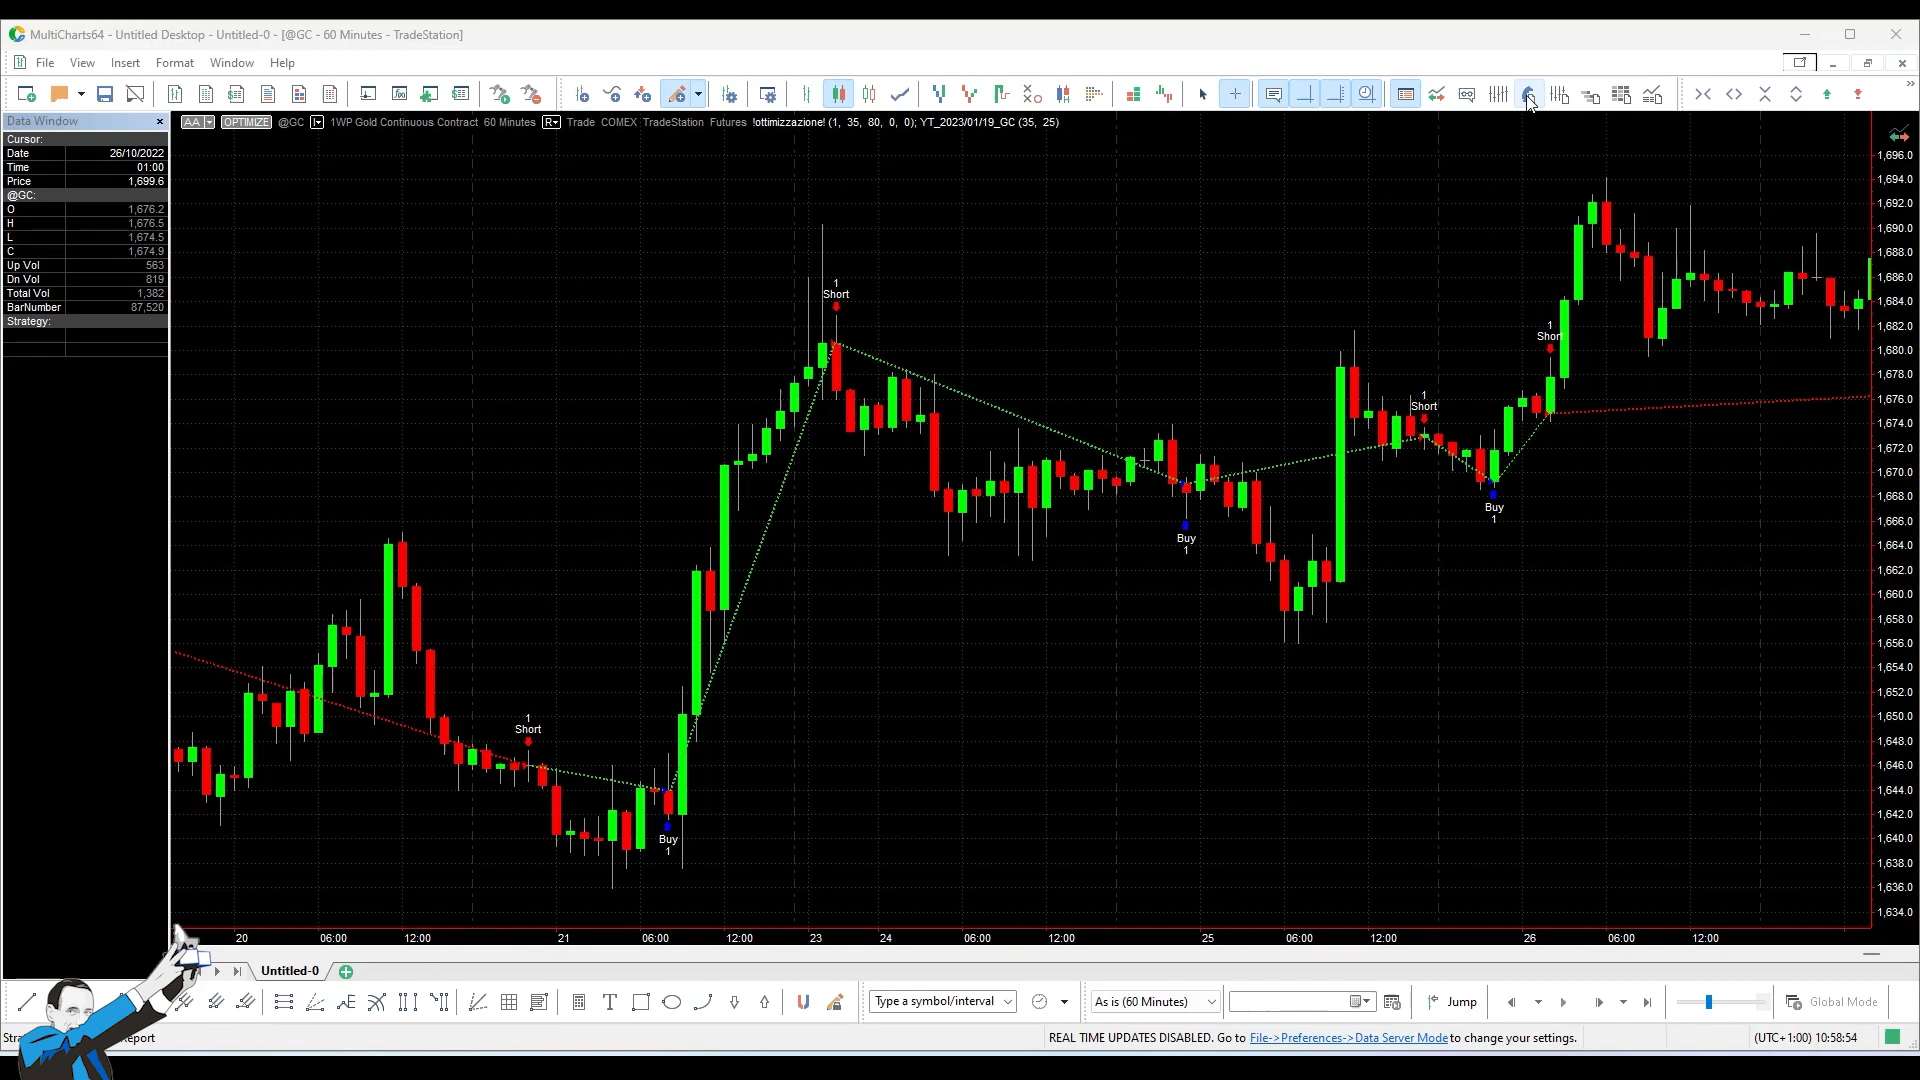 MultiCharts64 - Untitled Desktop - Untitled-0 - [@GC - 60 Minutes - TradeStation]
File View Insert Format Window Help
Data Window
AA OPTIMIZE @GC 1WP Gold Continuous Contract 60 Minutes R Trade COMEX TradeStation Futures !ottimizzazione! (1, 35, 80, 0, 0); YT_2023/01/19_GC (35, 25)
Cursor:
Date 26/10/2022
Time 01:00
Price 1,699.6
@GC:
O 1,676.2
H 1,676.5
L 1,674.5
C 1,674.9
Up Vol 563
Dn Vol 819
Total Vol 1,382
BarNumber 87,520
Strategy:
1
Short
1
Short
1
Short
1
Short
Buy
1
Buy
1
Buy
1
1,696.0
1,694.0
1,692.0
1,690.0
1,688.0
1,686.0
1,684.0
1,682.0
1,680.0
1,678.0
1,676.0
1,674.0
1,672.0
1,670.0
1,668.0
1,666.0
1,664.0
1,662.0
1,660.0
1,658.0
1,656.0
1,654.0
1,652.0
1,650.0
1,648.0
1,646.0
1,644.0
1,642.0
1,640.0
1,638.0
1,636.0
1,634.0
20 06:00 12:00 21 06:00 12:00 23 24 06:00 12:00 25 06:00 12:00 26 06:00 12:00
Untitled-0
Type a symbol/interval As is (60 Minutes) Jump Global Mode
REAL TIME UPDATES DISABLED. Go to File->Preferences->Data Server Mode to change your settings. (UTC+1:00) 10:58:54